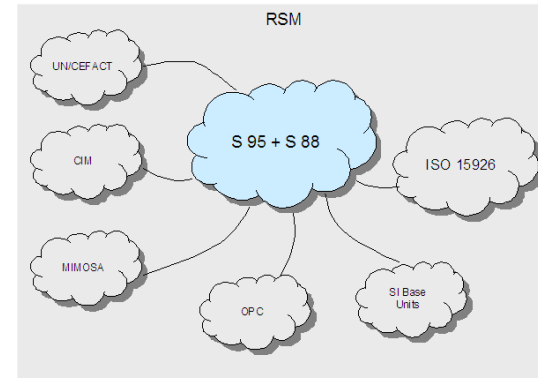 RSM
UN/CEFACT
S 95 + S 88
CIM
ISO 15926
MIMOSA
OPC
SI Base
Units